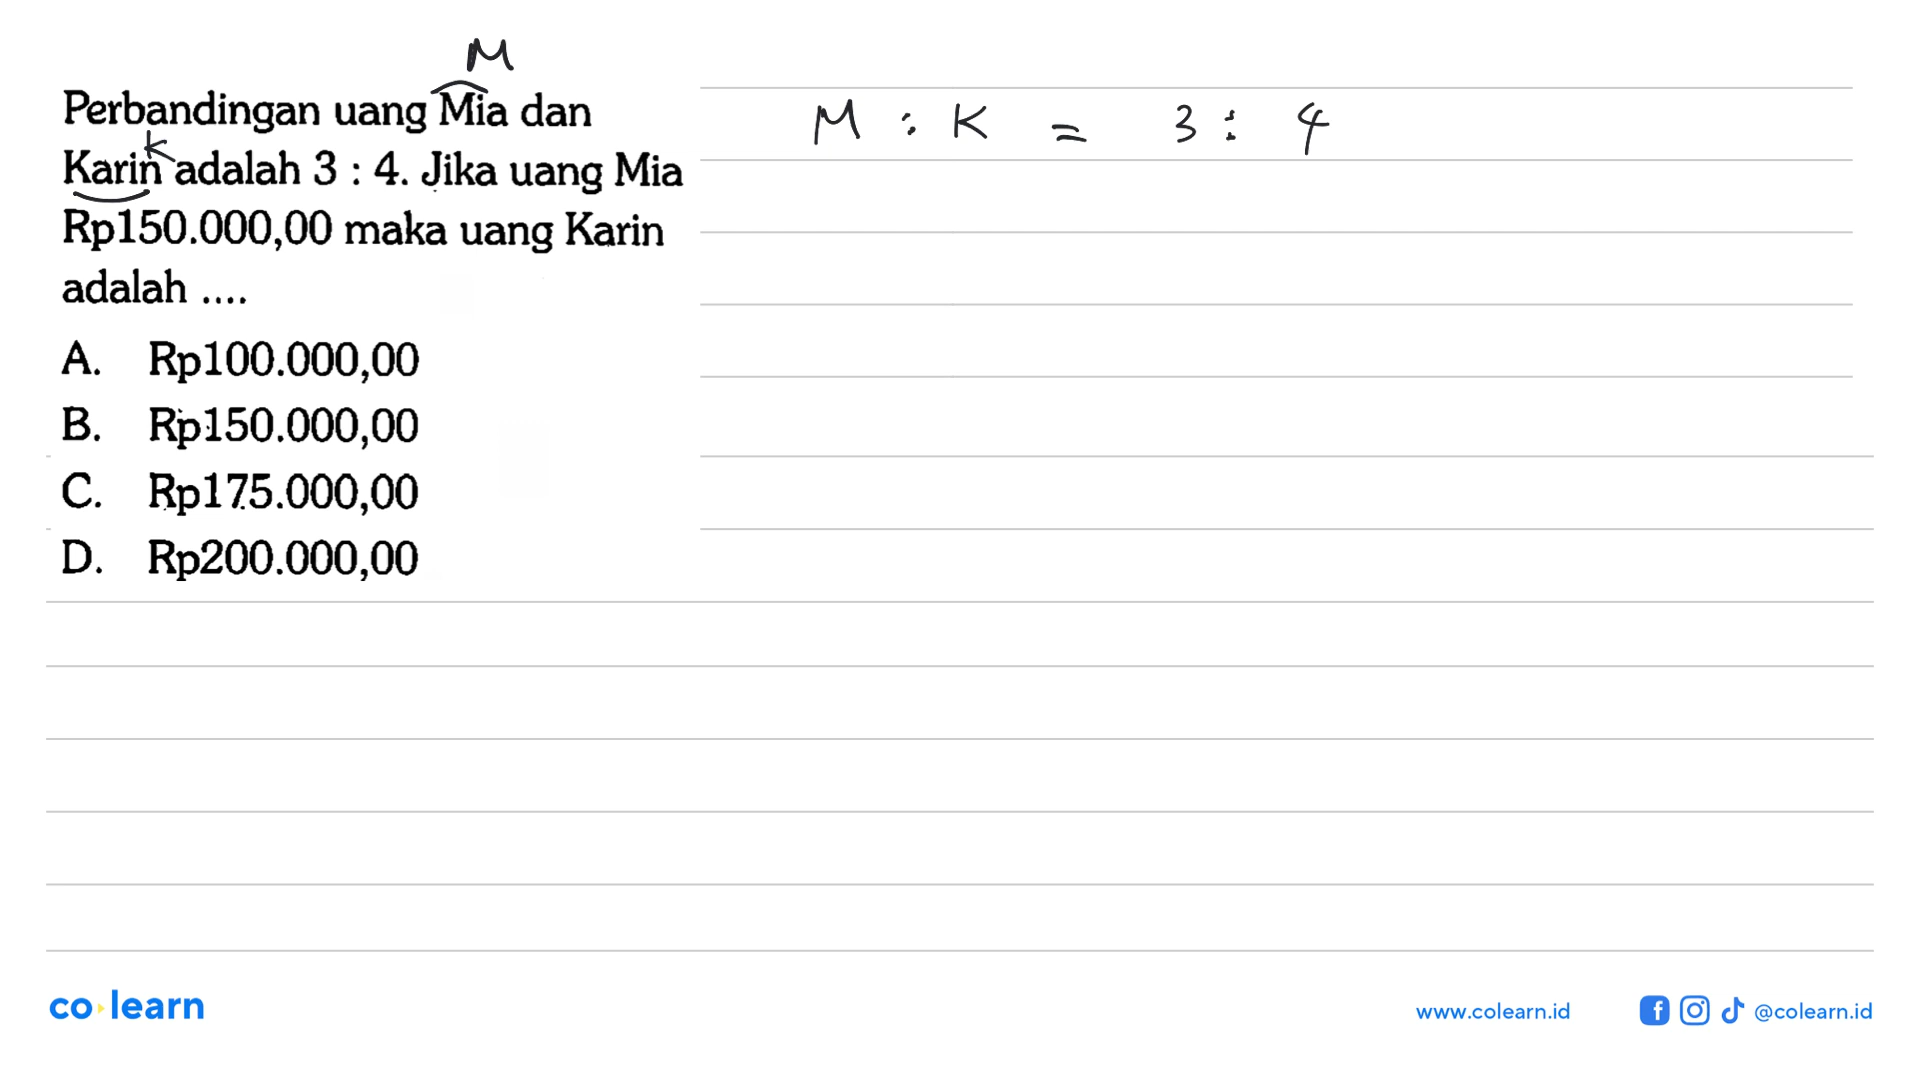 M
Perbandingan uang Mia dan
K
Karin adalah 3 : 4. Jika uang Mia
Rp150.000,00 maka uang Karin
adalah ....
A. Rp100.000,00
B. Rp150.000,00
C. Rp175.000,00
D. Rp200.000,00
M : K = 3 : 4
co learn
www.colearn.id
@colearn.id